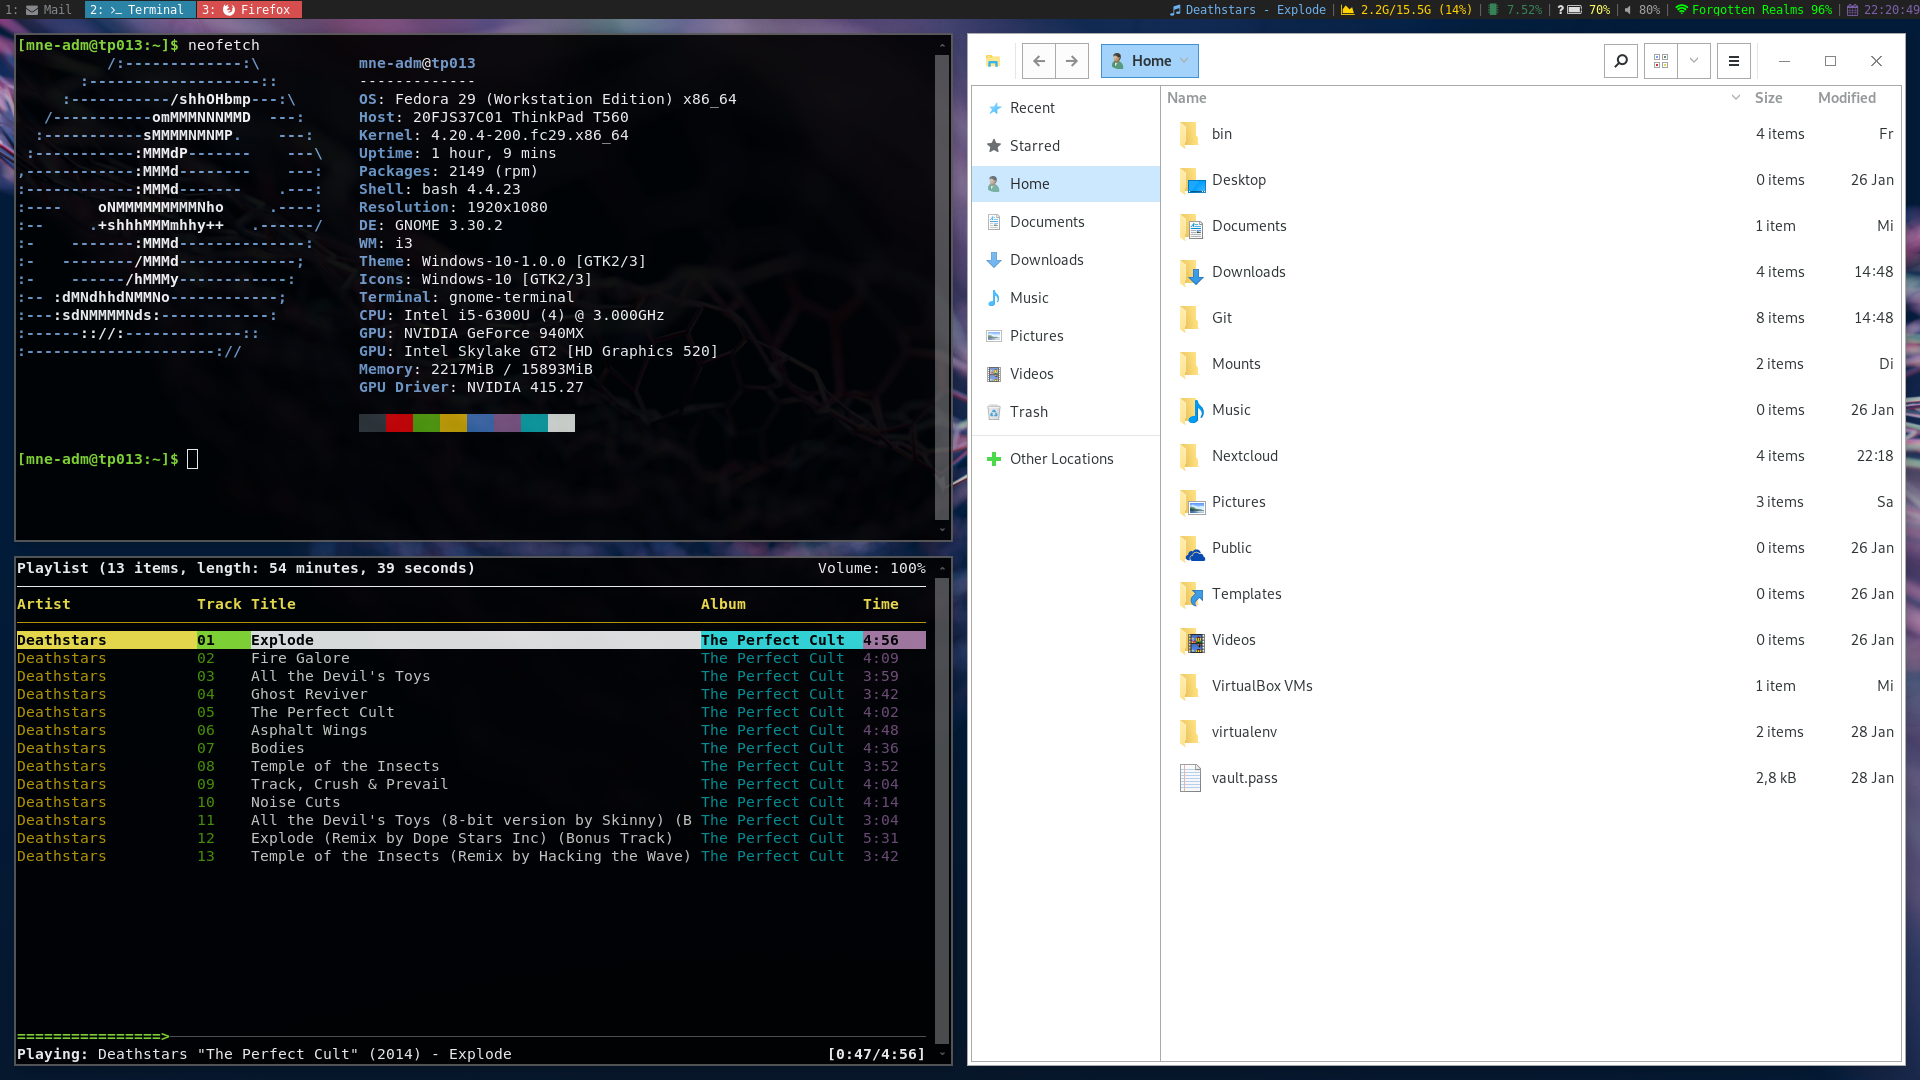 1: Mail 2: >_ Terminal 3: Firefox Deathstars - Explode | 2.2G/15.5G (14%) | 7.52% | ? 70% | 80% | Forgotten Realms 96% | 22:20:49
[mne-adm@tp013:~]$ neofetch
/:-------------:\
:-------------------::
:-----------/shhOHbmp---:\
/-----------omMMMNNNMMD  ---:
:-----------sMMMMNMNMP.    ---:
:-----------:MMMdP-------    ---\
,------------:MMMd--------    ---:
:------------:MMMd-------    .---:
:----    oNMMMMMMMMMNho     .----:
:--     .+shhhMMMmhhy++   .------/
:-    -------:MMMd--------------:
:-   --------/MMMd-------------;
:-    ------/hMMMy------------:
:-- :dMNdhhdNMMNo------------;
:---:sdNMMMMNds:------------:
:------:://:-------------::
:---------------------://
mne-adm@tp013
-------------
OS: Fedora 29 (Workstation Edition) x86_64
Host: 20FJS37C01 ThinkPad T560
Kernel: 4.20.4-200.fc29.x86_64
Uptime: 1 hour, 9 mins
Packages: 2149 (rpm)
Shell: bash 4.4.23
Resolution: 1920x1080
DE: GNOME 3.30.2
WM: i3
Theme: Windows-10-1.0.0 [GTK2/3]
Icons: Windows-10 [GTK2/3]
Terminal: gnome-terminal
CPU: Intel i5-6300U (4) @ 3.000GHz
GPU: NVIDIA GeForce 940MX
GPU: Intel Skylake GT2 [HD Graphics 520]
Memory: 2217MiB / 15893MiB
GPU Driver: NVIDIA 415.27
[mne-adm@tp013:~]$
Playlist (13 items, length: 54 minutes, 39 seconds) Volume: 100%
Artist Track Title Album Time
Deathstars 01 Explode The Perfect Cult 4:56
Deathstars 02 Fire Galore The Perfect Cult 4:09
Deathstars 03 All the Devil's Toys The Perfect Cult 3:59
Deathstars 04 Ghost Reviver The Perfect Cult 3:42
Deathstars 05 The Perfect Cult The Perfect Cult 4:02
Deathstars 06 Asphalt Wings The Perfect Cult 4:48
Deathstars 07 Bodies The Perfect Cult 4:36
Deathstars 08 Temple of the Insects The Perfect Cult 3:52
Deathstars 09 Track, Crush & Prevail The Perfect Cult 4:04
Deathstars 10 Noise Cuts The Perfect Cult 4:14
Deathstars 11 All the Devil's Toys (8-bit version by Skinny) (B The Perfect Cult 3:04
Deathstars 12 Explode (Remix by Dope Stars Inc) (Bonus Track) The Perfect Cult 5:31
Deathstars 13 Temple of the Insects (Remix by Hacking the Wave) The Perfect Cult 3:42
================>
Playing: Deathstars "The Perfect Cult" (2014) - Explode [0:47/4:56]
Home
Recent
Starred
Home
Documents
Downloads
Music
Pictures
Videos
Trash
Other Locations
Name Size Modified
bin 4 items Fr
Desktop 0 items 26 Jan
Documents 1 item Mi
Downloads 4 items 14:48
Git 8 items 14:48
Mounts 2 items Di
Music 0 items 26 Jan
Nextcloud 4 items 22:18
Pictures 3 items Sa
Public 0 items 26 Jan
Templates 0 items 26 Jan
Videos 0 items 26 Jan
VirtualBox VMs 1 item Mi
virtualenv 2 items 28 Jan
vault.pass 2,8 kB 28 Jan